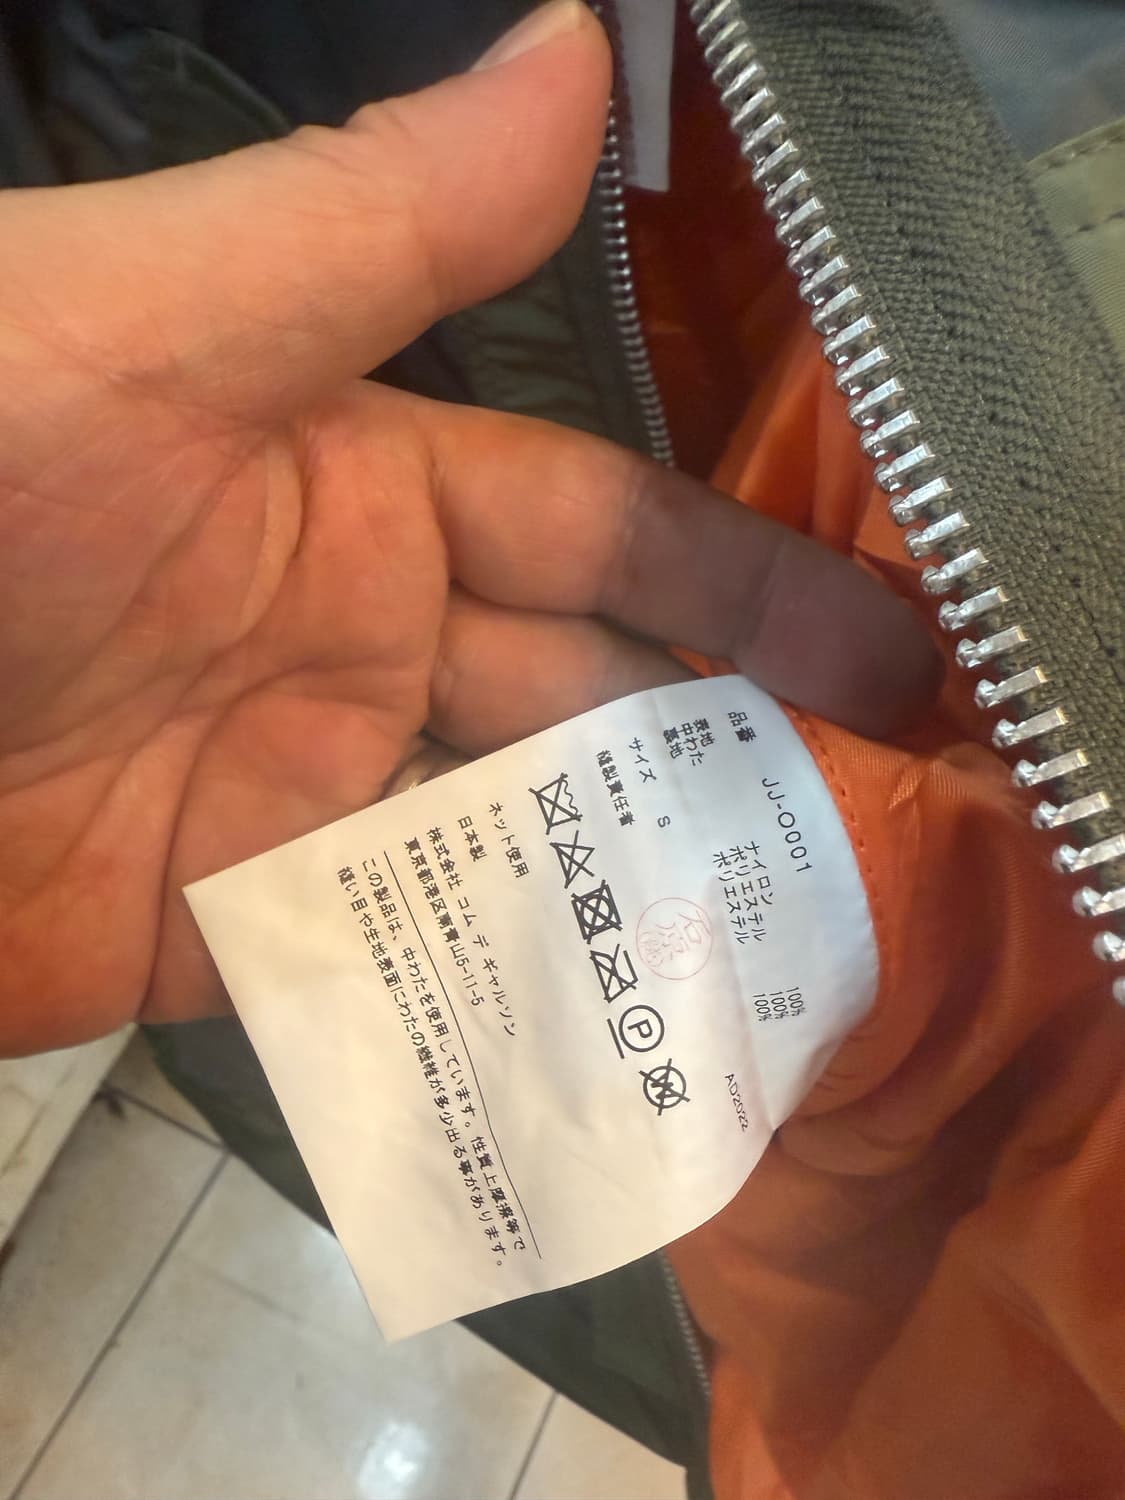 品番 JJ-O001
表地 ナイロン 100%
中わた ポリエステル 100%
裏地 ポリエステル 100%
サイズ S AD2022
縫製責任者
P
W
ネット使用
日本製
株式会社 コム デ ギャルソン
東京都港区南青山5-11-5
この製品は、中わたを使用しています。性質上摩擦等で
縫い目や生地表面にわたの繊維が多少出る事があります。